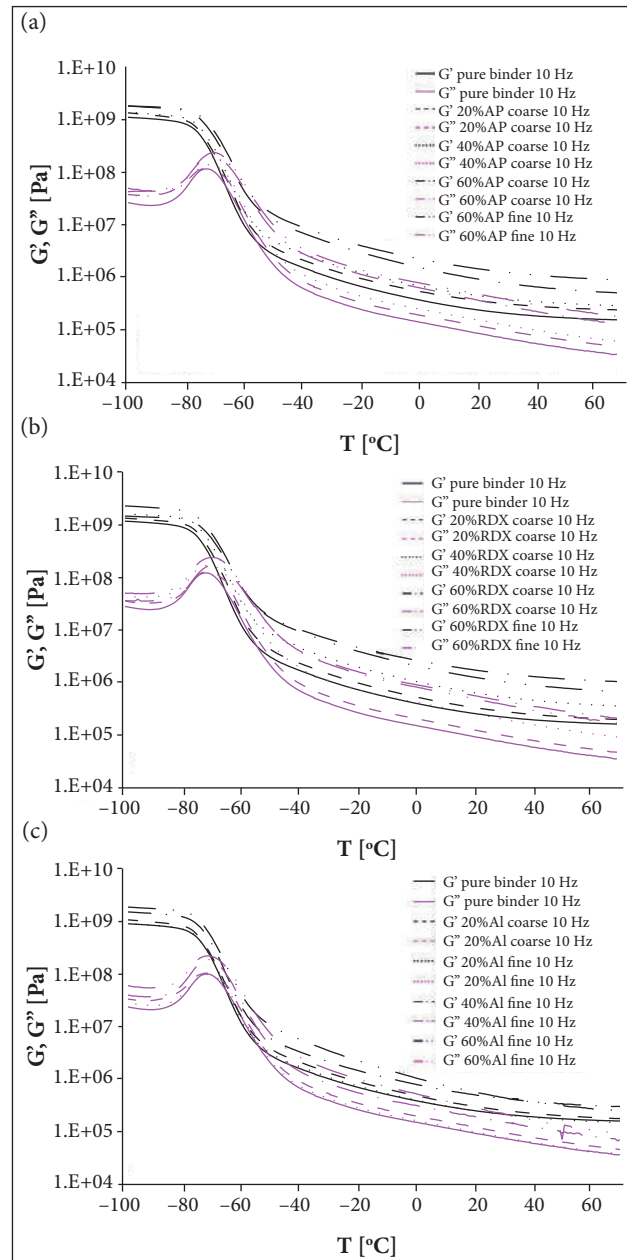 (a)
1.E+10
1.E+09
1.E+08
1.E+07
1.E+06
1.E+05
1.E+04
G’, G” [Pa]
G’ pure binder 10 Hz
G” pure binder 10 Hz
G’ 20%AP coarse 10 Hz
G” 20%AP coarse 10 Hz
G’ 40%AP coarse 10 Hz
G” 40%AP coarse 10 Hz
G’ 60%AP coarse 10 Hz
G” 60%AP coarse 10 Hz
G’ 60%AP fine 10 Hz
G” 60%AP fine 10 Hz
−100 −80 −60 −40 −20 0 20 40 60
T [°C]
(b)
1.E+10
1.E+09
1.E+08
1.E+07
1.E+06
1.E+05
1.E+04
G’, G” [Pa]
G’ pure binder 10 Hz
G” pure binder 10 Hz
G’ 20%RDX coarse 10 Hz
G” 20%RDX coarse 10 Hz
G’ 40%RDX coarse 10 Hz
G” 40%RDX coarse 10 Hz
G’ 60%RDX coarse 10 Hz
G” 60%RDX coarse 10 Hz
G’ 60%RDX fine 10 Hz
G” 60%RDX fine 10 Hz
−100 −80 −60 −40 −20 0 20 40 60
T [°C]
(c)
1.E+10
1.E+09
1.E+08
1.E+07
1.E+06
1.E+05
1.E+04
G’, G” [Pa]
G’ pure binder 10 Hz
G” pure binder 10 Hz
G’ 20%Al coarse 10 Hz
G” 20%Al coarse 10 Hz
G’ 20%Al fine 10 Hz
G” 20%Al fine 10 Hz
G’ 40%Al fine 10 Hz
G” 40%Al fine 10 Hz
G’ 60%Al fine 10 Hz
G” 60%Al fine 10 Hz
−100 −80 −60 −40 −20 0 20 40 60
T [°C]